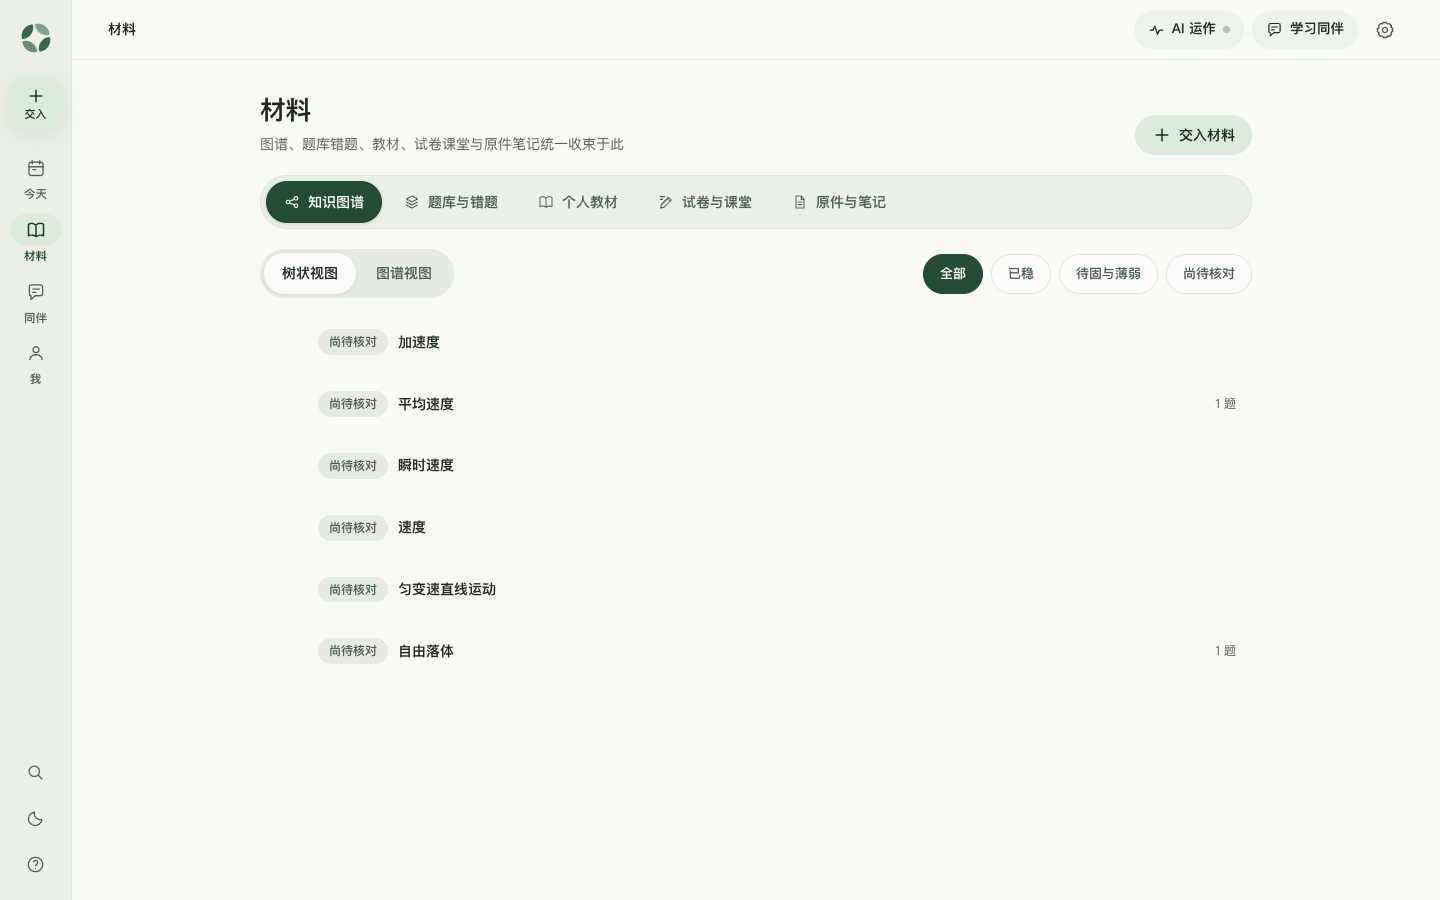 材料
AI 运作
学习同伴
交入
今天
材料
同伴
我
材料
图谱、题库错题、教材、试卷课堂与原件笔记统一收束于此
交入材料
知识图谱
题库与错题
个人教材
试卷与课堂
原件与笔记
树状视图
图谱视图
全部
已稳
待固与薄弱
尚待核对
尚待核对 加速度
尚待核对 平均速度 1 题
尚待核对 瞬时速度
尚待核对 速度
尚待核对 匀变速直线运动
尚待核对 自由落体 1 题